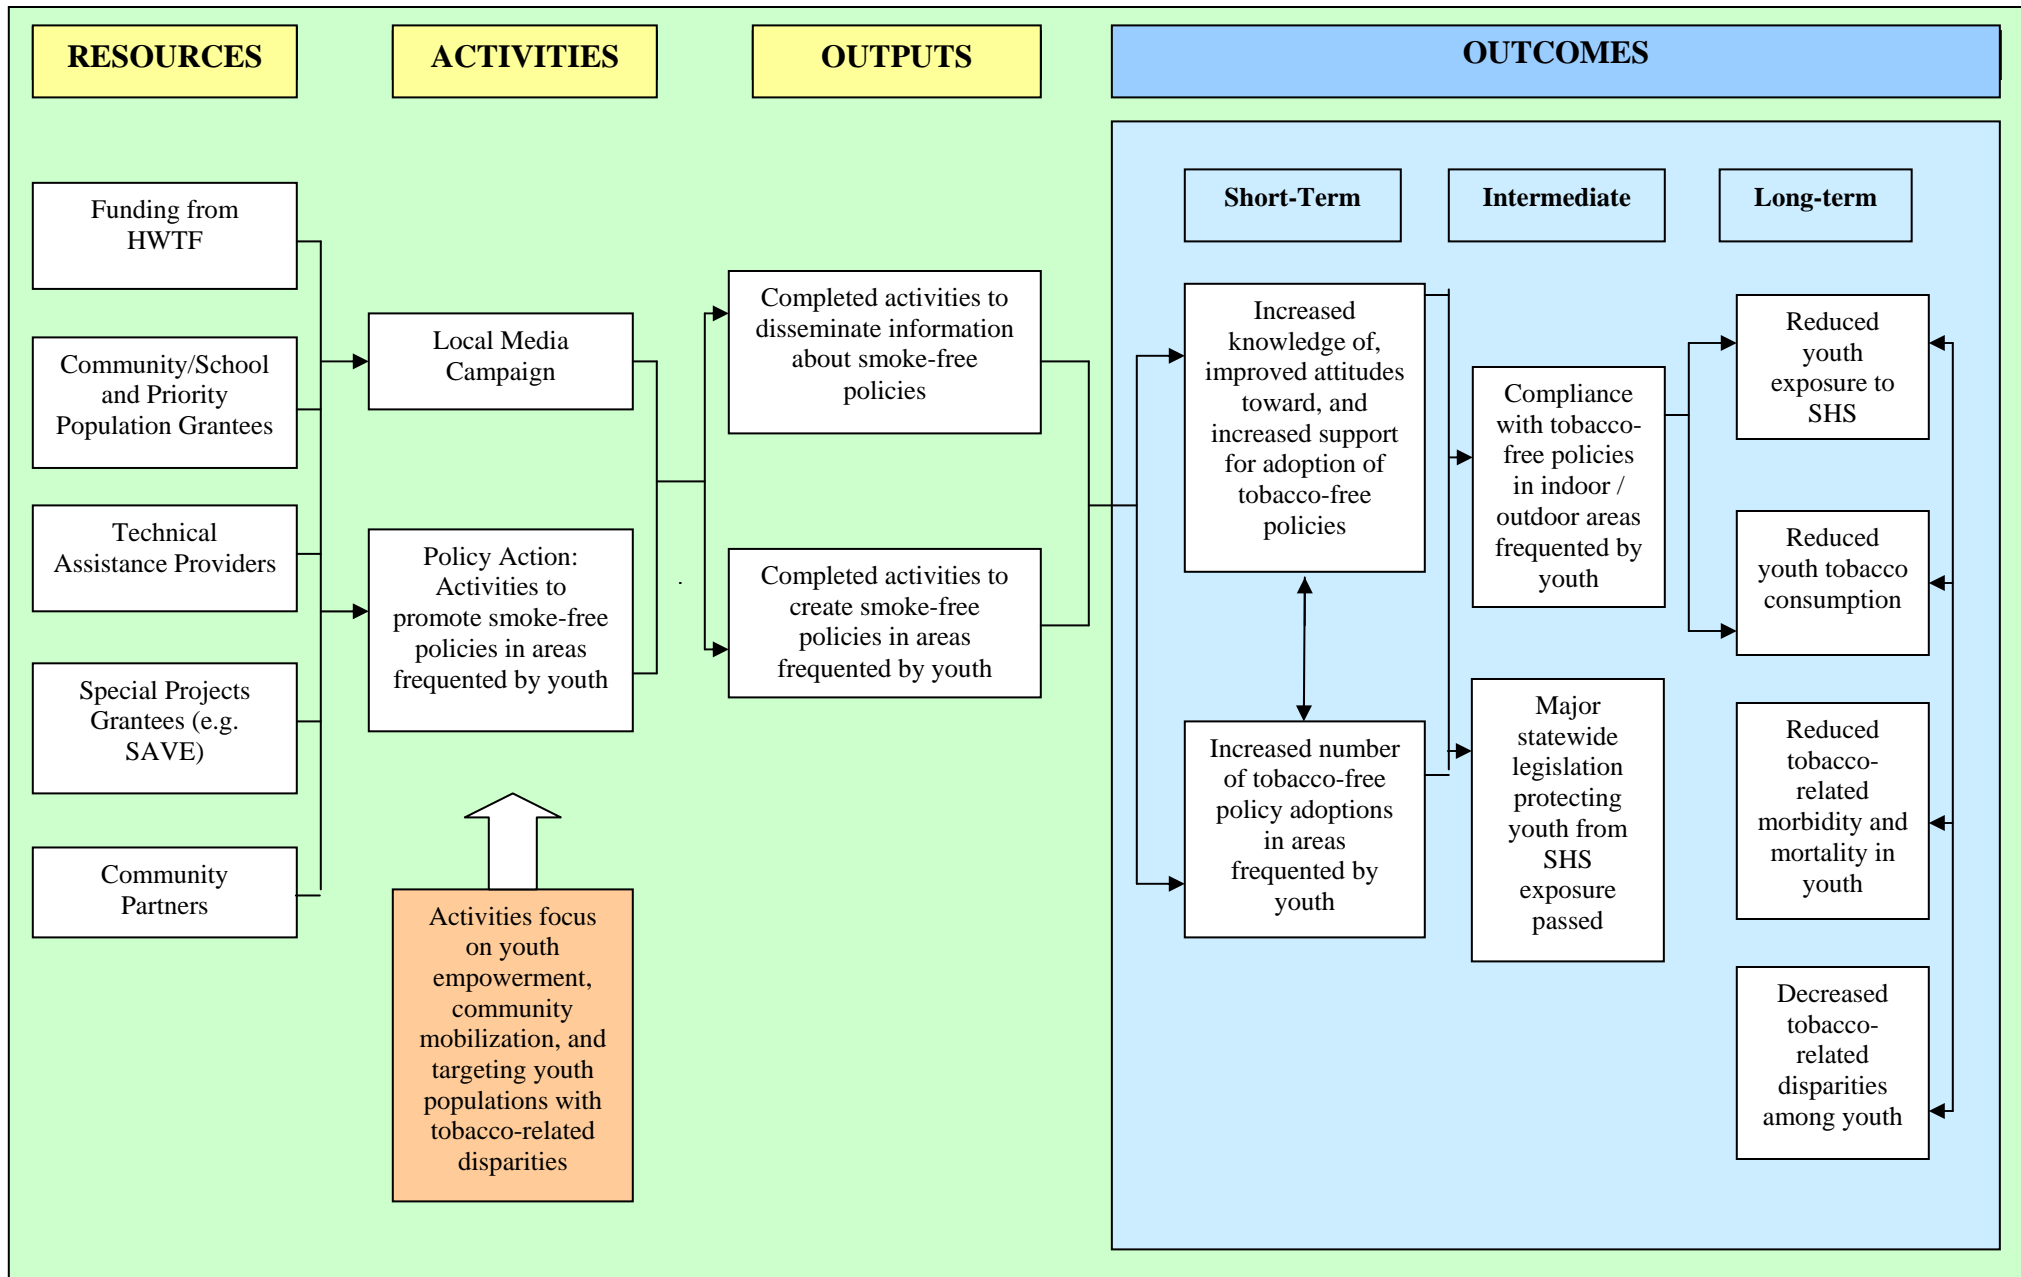 RESOURCES
ACTIVITIES
OUTPUTS
OUTCOMES
Funding from
HWTF
Community/School
and Priority
Population Grantees
Technical
Assistance Providers
Special Projects
Grantees (e.g.
SAVE)
Community
Partners
Local Media
Campaign
Policy Action:
Activities to
promote smoke-free
policies in areas
frequented by youth
Activities focus
on youth
empowerment,
community
mobilization, and
targeting youth
populations with
tobacco-related
disparities
Completed activities to
disseminate information
about smoke-free
policies
Completed activities to
create smoke-free
policies in areas
frequented by youth
Short-Term
Intermediate
Long-term
Increased
knowledge of,
improved attitudes
toward, and
increased support
for adoption of
tobacco-free
policies
Increased number
of tobacco-free
policy adoptions
in areas
frequented by
youth
Compliance
with tobacco-
free policies
in indoor /
outdoor areas
frequented by
youth
Major
statewide
legislation
protecting
youth from
SHS
exposure
passed
Reduced
youth
exposure to
SHS
Reduced
youth tobacco
consumption
Reduced
tobacco-
related
morbidity and
mortality in
youth
Decreased
tobacco-
related
disparities
among youth